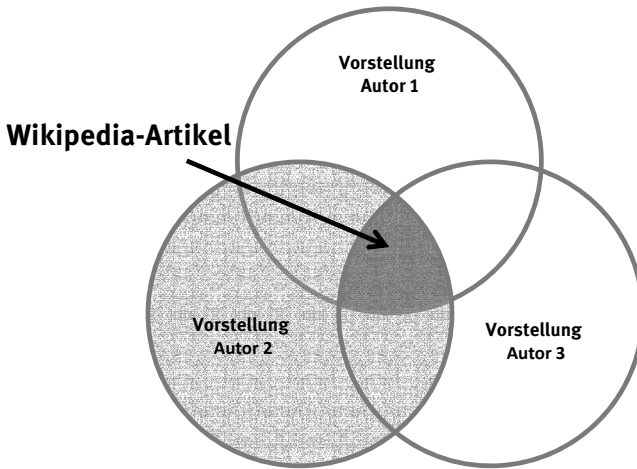 Vorstellung
Autor 1
Wikipedia-Artikel
Vorstellung
Autor 2
Vorstellung
Autor 3